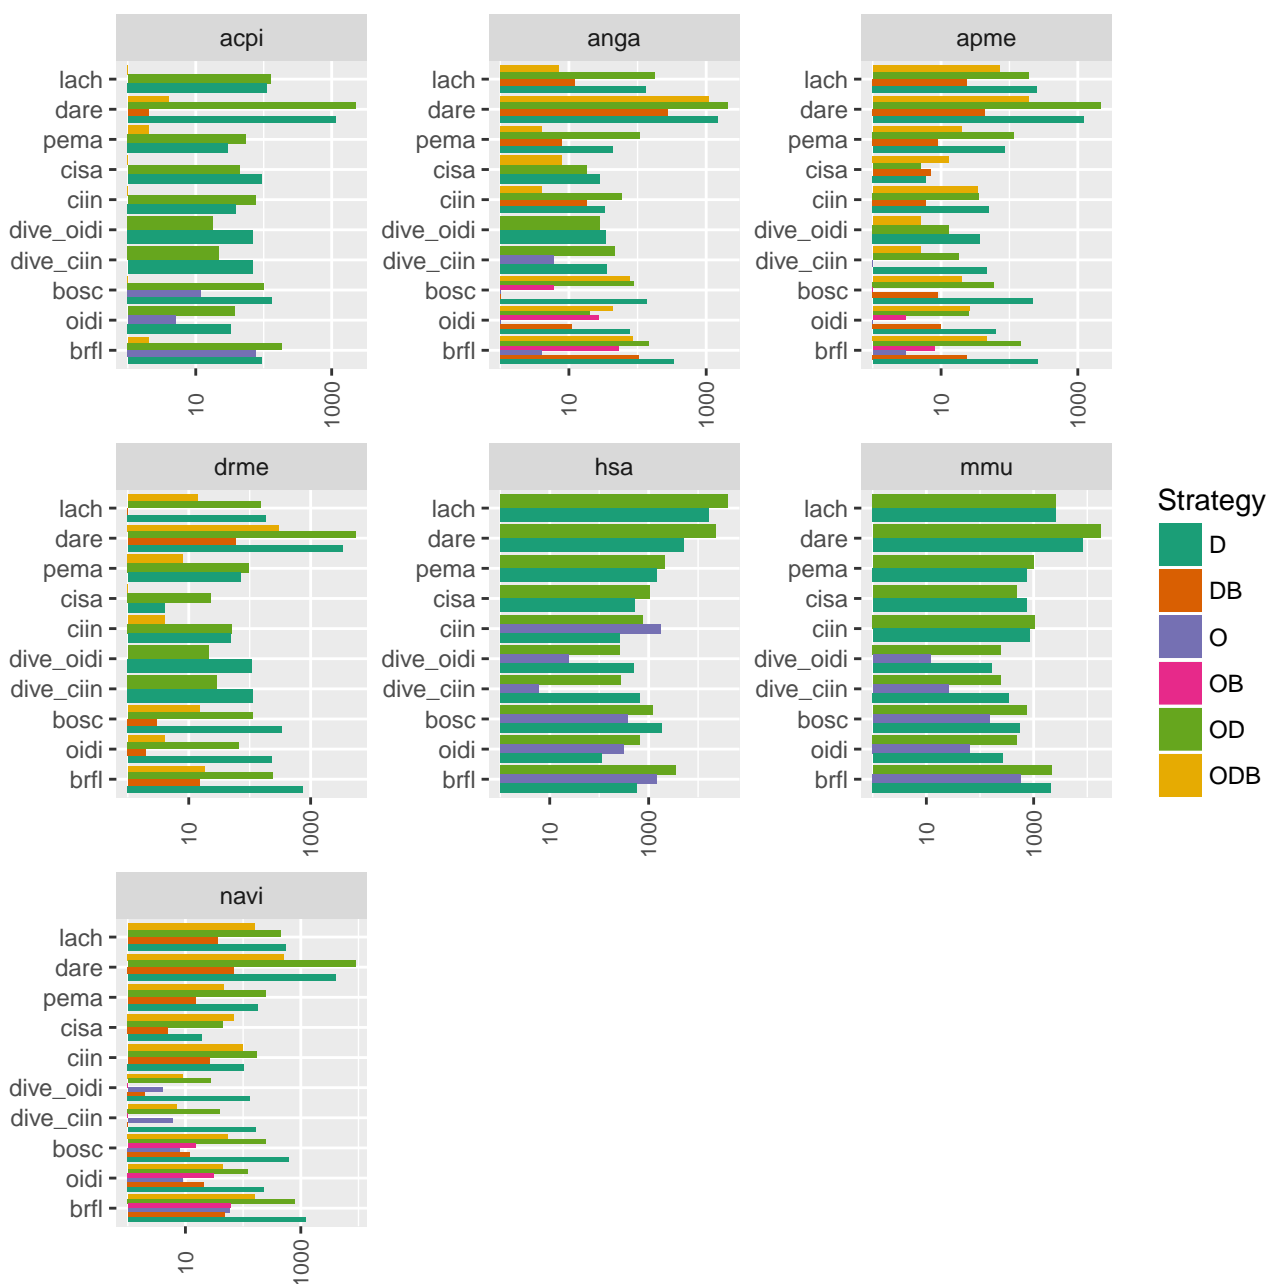 acpi
lach
dare
pema
cisa
ciin
dive_oidi
dive_ciin
bosc
oidi
brfl
10
1000
anga
lach
dare
pema
cisa
ciin
dive_oidi
dive_ciin
bosc
oidi
brfl
10
1000
apme
lach
dare
pema
cisa
ciin
dive_oidi
dive_ciin
bosc
oidi
brfl
10
1000
drme
lach
dare
pema
cisa
ciin
dive_oidi
dive_ciin
bosc
oidi
brfl
10
1000
hsa
lach
dare
pema
cisa
ciin
dive_oidi
dive_ciin
bosc
oidi
brfl
10
1000
mmu
lach
dare
pema
cisa
ciin
dive_oidi
dive_ciin
bosc
oidi
brfl
10
1000
Strategy
D
DB
O
OB
OD
ODB
navi
lach
dare
pema
cisa
ciin
dive_oidi
dive_ciin
bosc
oidi
brfl
10
1000